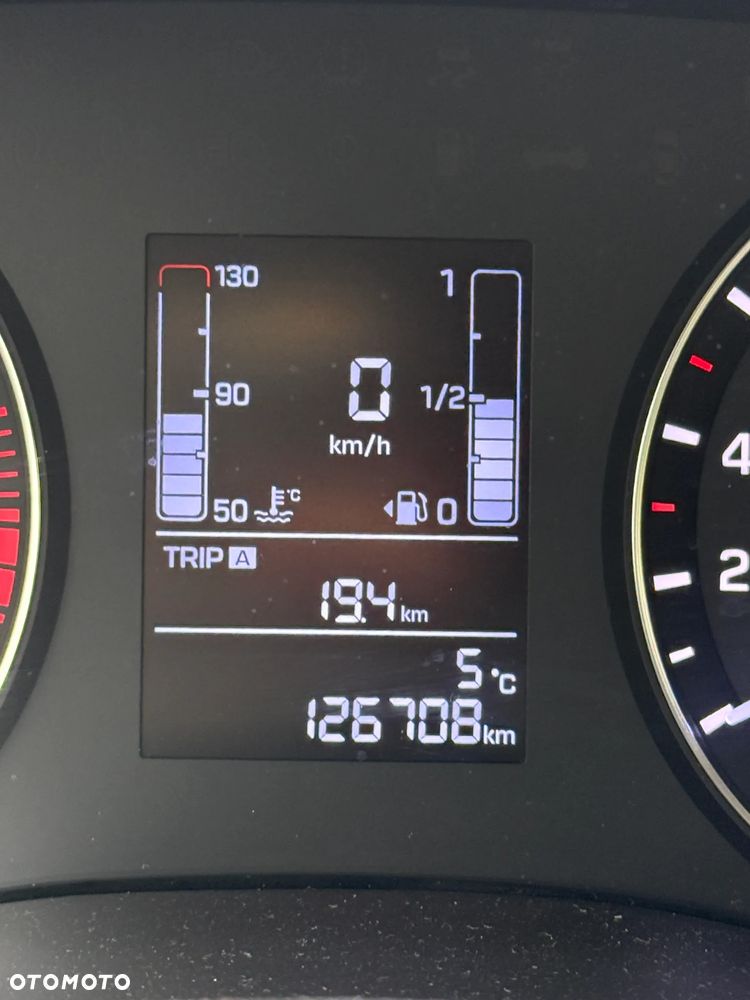 130 1
90 0 1/2
km/h
50 °C 0
TRIP A
19.4 km
5 °C
126708 km
4
2
OTOMOTO